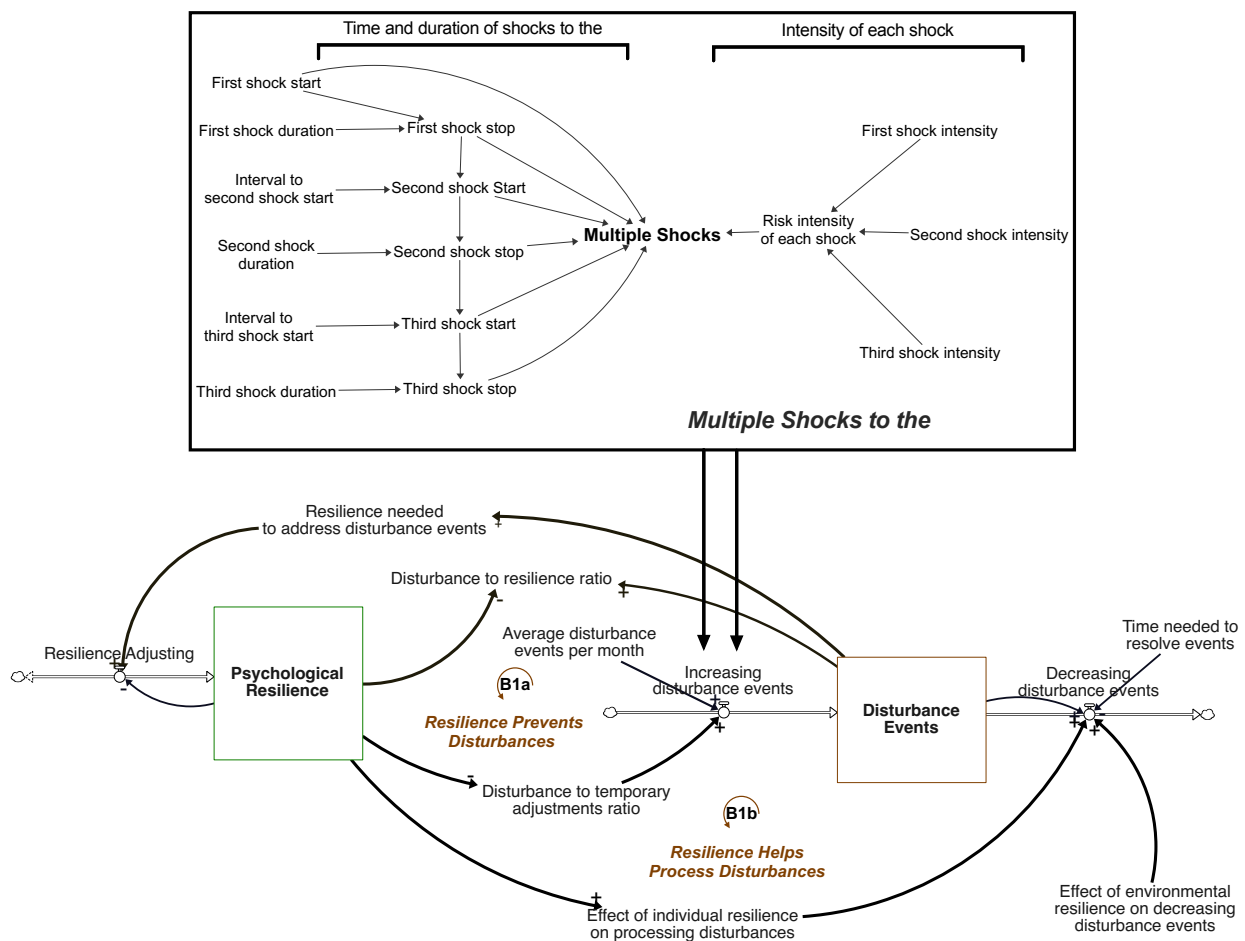 Time and duration of shocks to the
Intensity of each shock
First shock start
First shock duration
First shock stop
First shock intensity
Interval to
second shock start
Second shock Start
Multiple Shocks
Risk intensity
of each shock
Second shock intensity
Second shock
duration
Second shock stop
Interval to
third shock start
Third shock start
Third shock intensity
Third shock duration
Third shock stop
Multiple Shocks to the
Resilience needed
to address disturbance events
+
Disturbance to resilience ratio
-
+
Average disturbance
events per month
Time needed to
resolve events
Resilience Adjusting
+
-
Psychological
Resilience
B1a
Resilience Prevents
Disturbances
Increasing
disturbance events
+
+
Disturbance
Events
Decreasing
disturbance events
+
-
+
+
-
Disturbance to temporary
adjustments ratio
B1b
Resilience Helps
Process Disturbances
+
Effect of individual resilience
on processing disturbances
Effect of environmental
resilience on decreasing
disturbance events